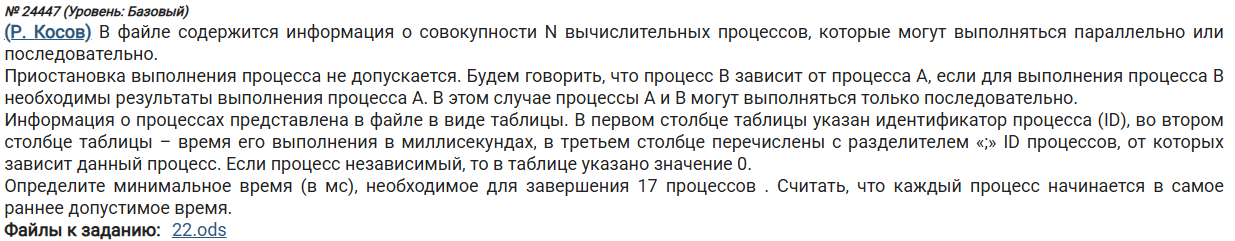 № 24447 (Уровень: Базовый)
(Р. Косов) В файле содержится информация о совокупности N вычислительных процессов, которые могут выполняться параллельно или
последовательно.
Приостановка выполнения процесса не допускается. Будем говорить, что процесс B зависит от процесса A, если для выполнения процесса B
необходимы результаты выполнения процесса A. В этом случае процессы A и B могут выполняться только последовательно.
Информация о процессах представлена в файле в виде таблицы. В первом столбце таблицы указан идентификатор процесса (ID), во втором
столбце таблицы – время его выполнения в миллисекундах, в третьем столбце перечислены с разделителем «;» ID процессов, от которых
зависит данный процесс. Если процесс независимый, то в таблице указано значение 0.
Определите минимальное время (в мс), необходимое для завершения 17 процессов . Считать, что каждый процесс начинается в самое
раннее допустимое время.
Файлы к заданию: 22.ods